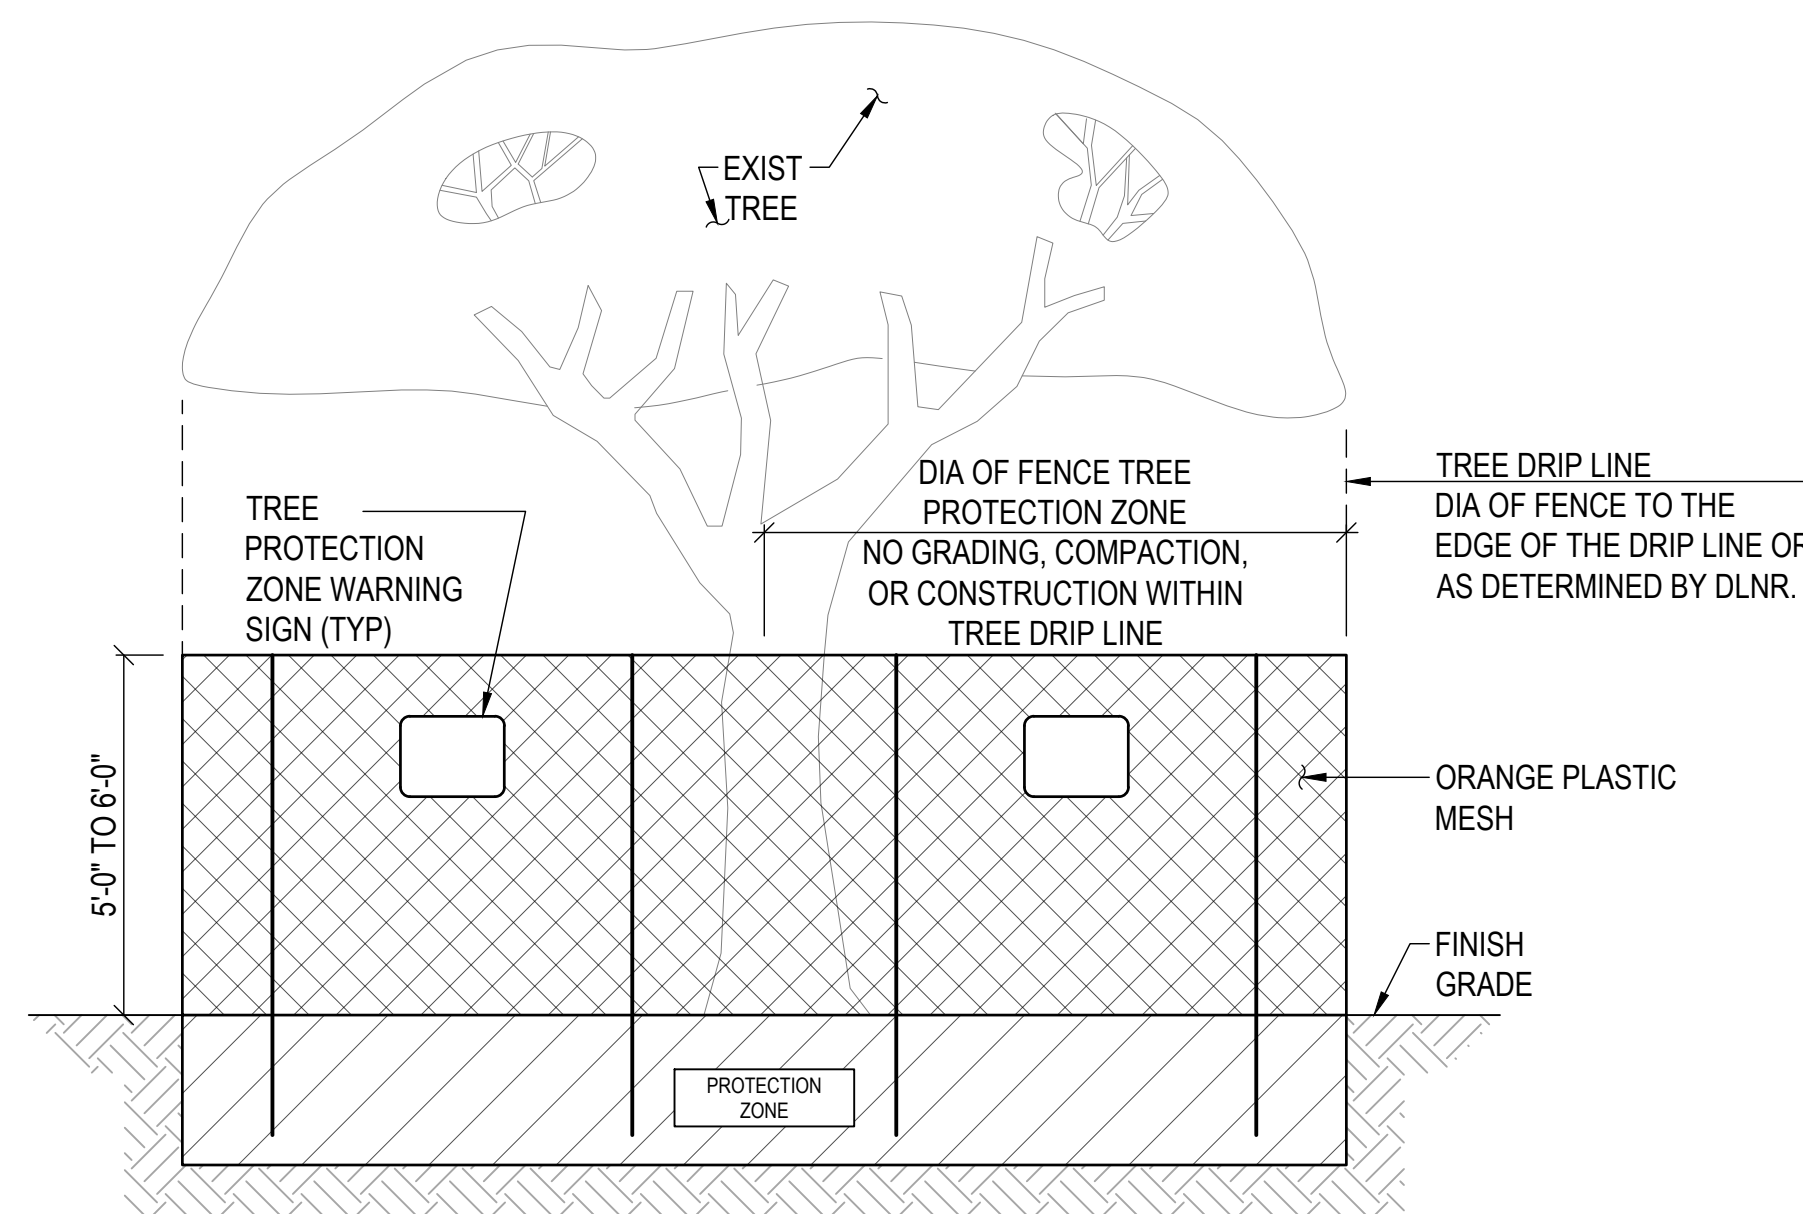 EXIST
TREE
TREE
PROTECTION
ZONE WARNING
SIGN (TYP)
DIA OF FENCE TREE
PROTECTION ZONE
NO GRADING, COMPACTION,
OR CONSTRUCTION WITHIN
TREE DRIP LINE
TREE DRIP LINE
DIA OF FENCE TO THE
EDGE OF THE DRIP LINE OR
AS DETERMINED BY DLNR.
5'-0" TO 6'-0"
ORANGE PLASTIC
MESH
FINISH
GRADE
PROTECTION
ZONE